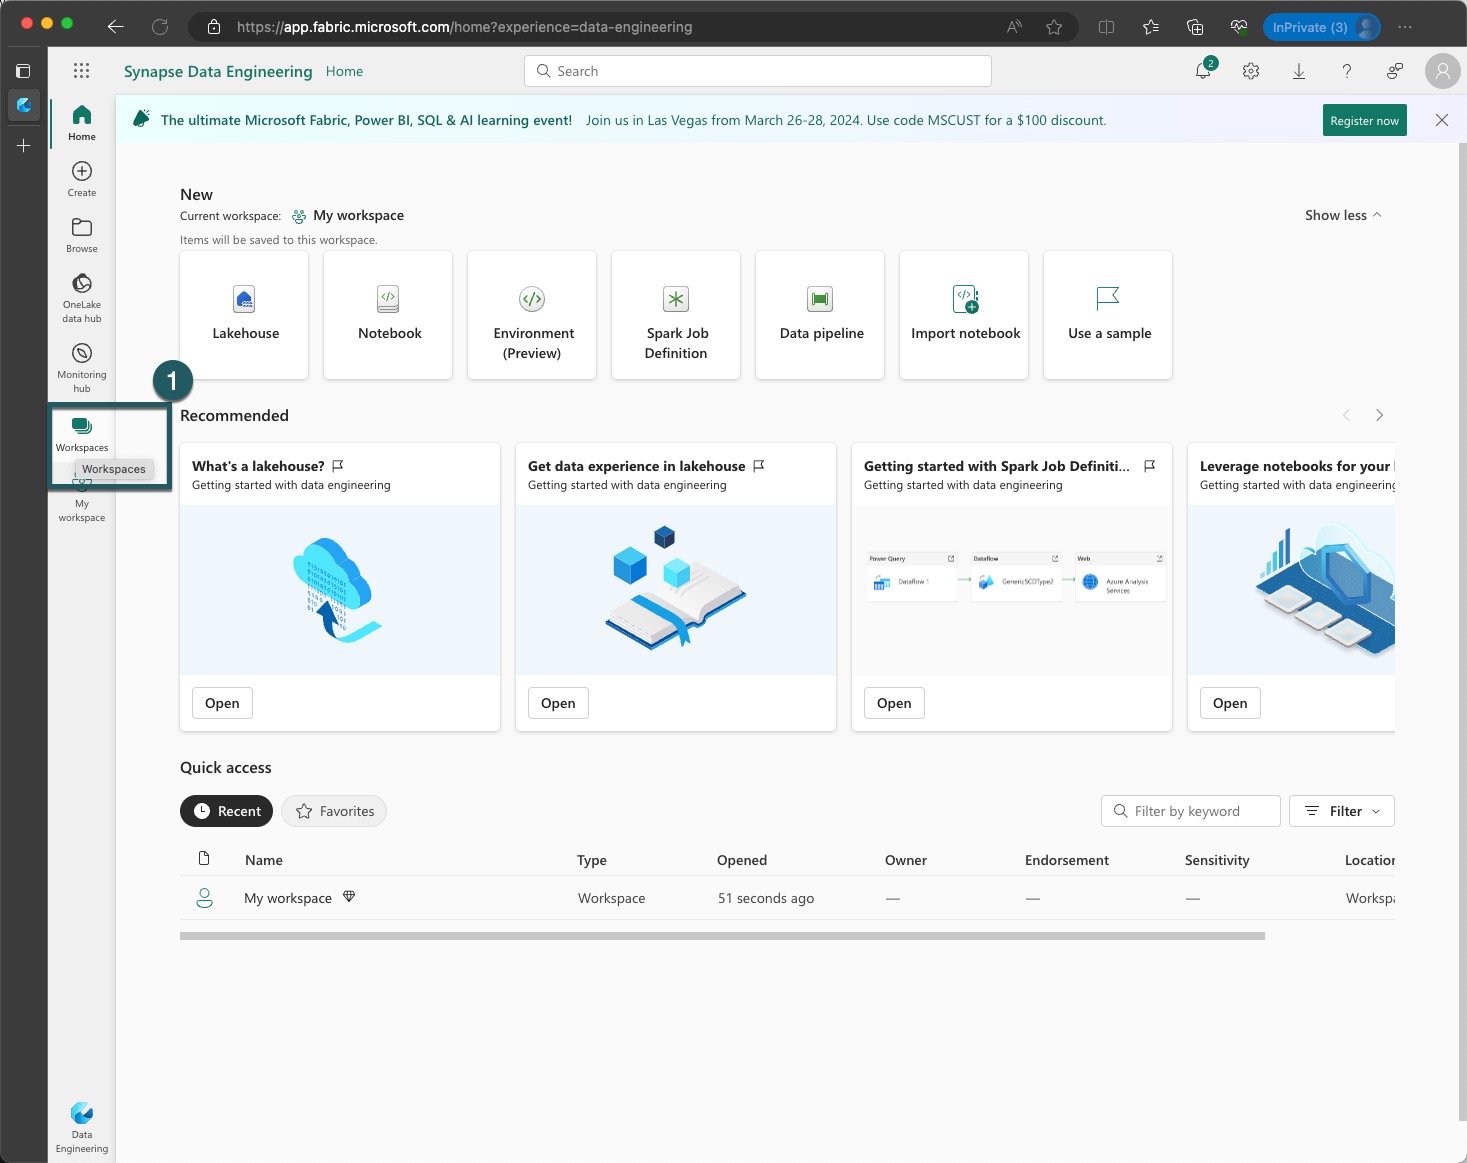 https://app.fabric.microsoft.com/home?experience=data-engineering
InPrivate (3)
Synapse Data Engineering Home
Search
2
Home
Create
Browse
OneLake
data hub
Monitoring
hub
1
Workspaces
Workspaces
My
workspace
Data
Engineering
The ultimate Microsoft Fabric, Power BI, SQL & AI learning event! Join us in Las Vegas from March 26-28, 2024. Use code MSCUST for a $100 discount.
Register now
New
Current workspace: My workspace
Show less
Items will be saved to this workspace.
Lakehouse
Notebook
Environment
(Preview)
Spark Job
Definition
Data pipeline
Import notebook
Use a sample
Recommended
What's a lakehouse?
Getting started with data engineering
Open
Get data experience in lakehouse
Getting started with data engineering
Open
Getting started with Spark Job Definiti...
Getting started with data engineering
Power Query
Dataflow 1
Dataflow
GenericSCDType2
Web
Azure Analysis
Services
Open
Leverage notebooks for your
Getting started with data engineering
Open
Quick access
Recent
Favorites
Filter by keyword
Filter
Name Type Opened Owner Endorsement Sensitivity Location
My workspace Workspace 51 seconds ago — — — Workspa